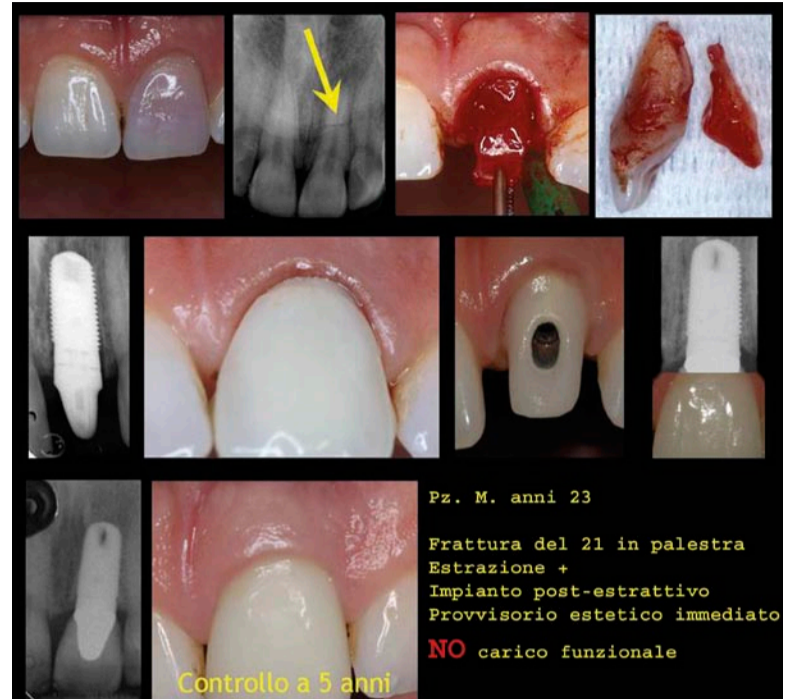 Pz. M. anni 23
Frattura del 21 in palestra
Estrazione +
Impianto post-estrattivo
Provvisorio estetico immediato
NO carico funzionale
Controllo a 5 anni